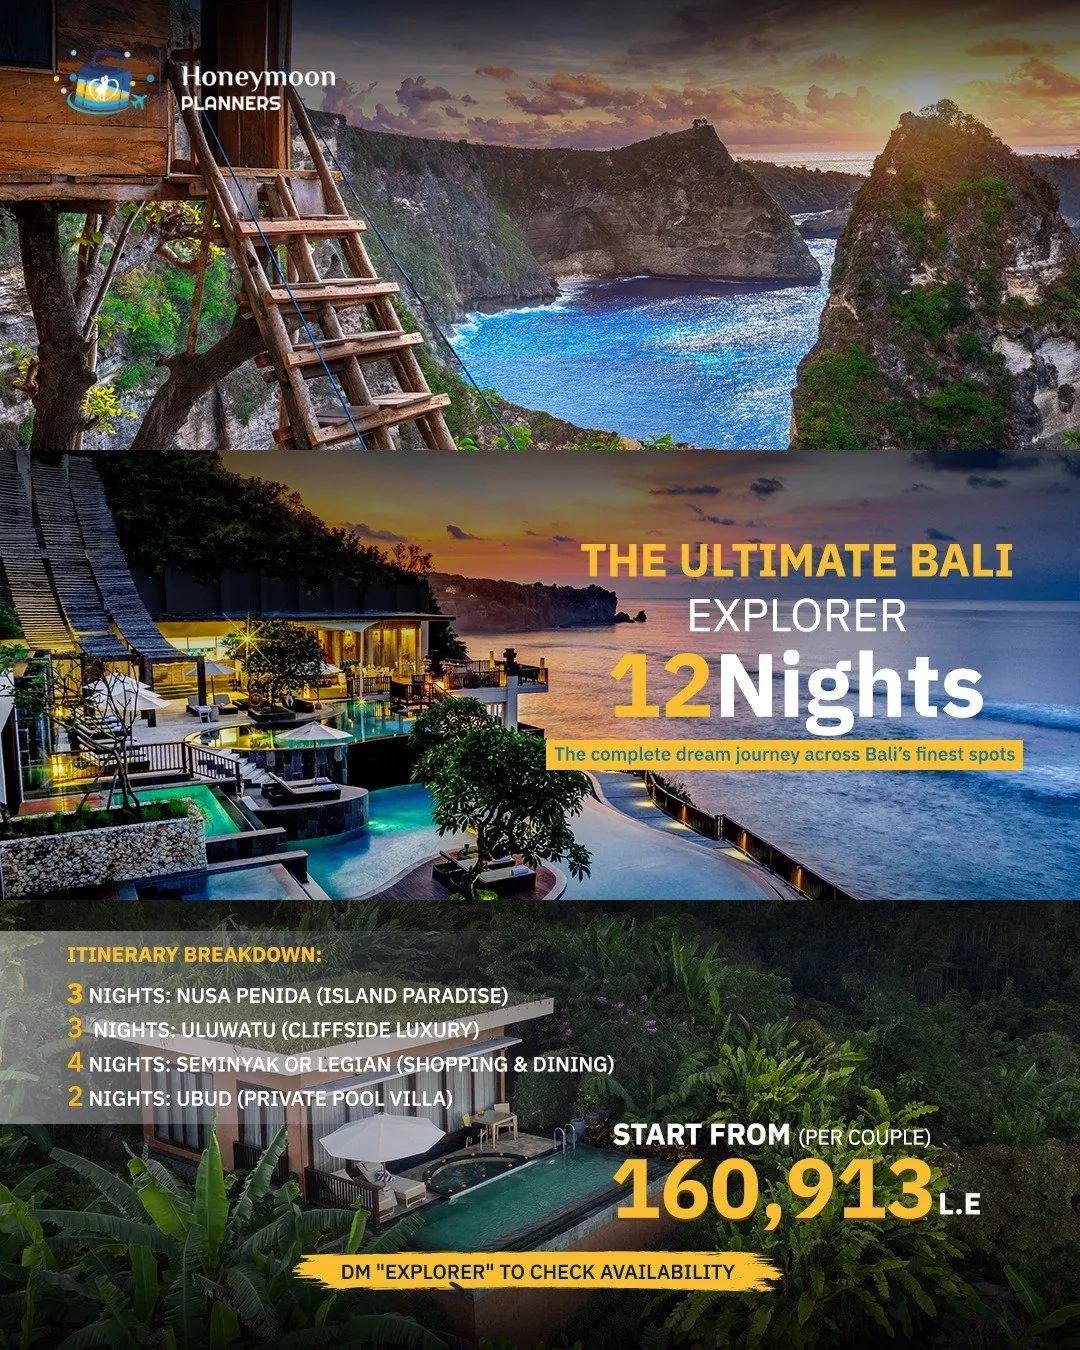 Honeymoon
PLANNERS
THE ULTIMATE BALI
EXPLORER
12Nights
The complete dream journey across Bali's finest spots
ITINERARY BREAKDOWN:
3 NIGHTS: NUSA PENIDA (ISLAND PARADISE)
3 NIGHTS: ULUWATU (CLIFFSIDE LUXURY)
4 NIGHTS: SEMINYAK OR LEGIAN (SHOPPING & DINING)
2 NIGHTS: UBUD (PRIVATE POOL VILLA)
START FROM (PER COUPLE)
160,913 L.E
DM "EXPLORER" TO CHECK AVAILABILITY